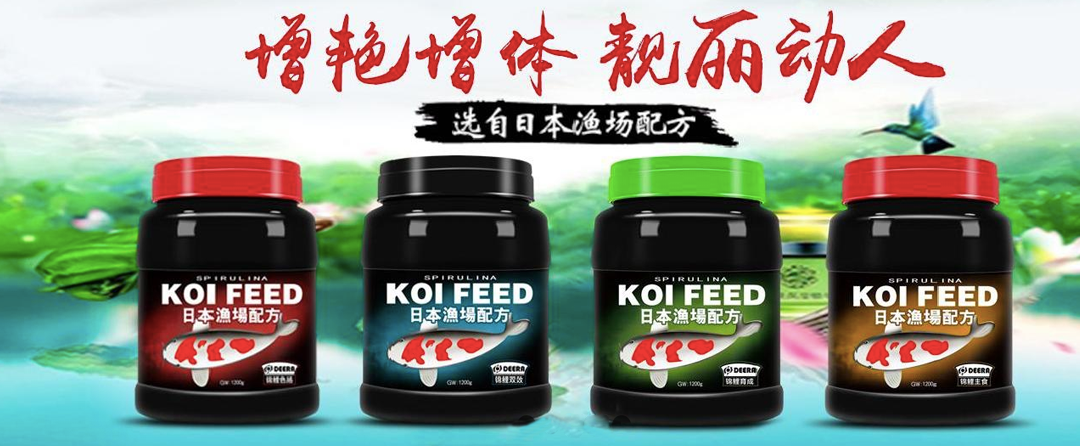 增艳增体 靓丽动人
选自日本渔场配方
SPIRULINA
KOI FEED
日本漁場配方
DEERA
锦鲤色揚
GW:1200g
SPIRULINA
KOI FEED
日本漁場配方
DEERA
锦鲤双效
GW:1200g
SPIRULINA
KOI FEED
日本漁場配方
DEERA
锦鲤育成
GW:1200g
SPIRULINA
KOI FEED
日本漁場配方
DEERA
锦鲤主食
GW:1200g